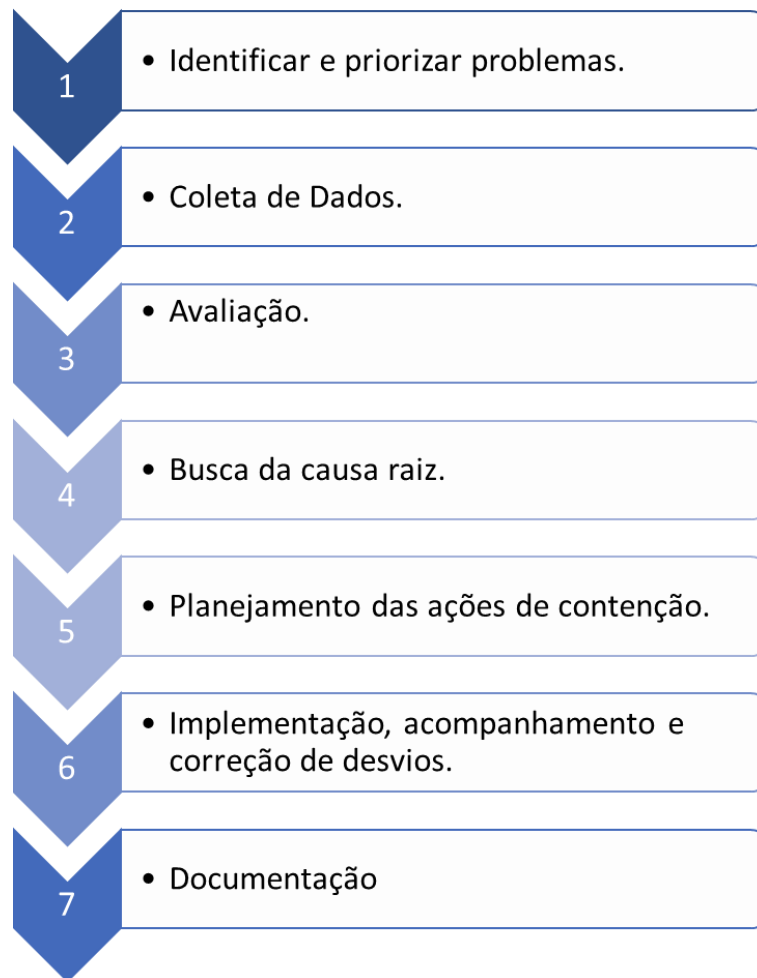 1
• Identificar e priorizar problemas.
2
• Coleta de Dados.
3
• Avaliação.
4
• Busca da causa raiz.
5
• Planejamento das ações de contenção.
6
• Implementação, acompanhamento e
correção de desvios.
7
• Documentação